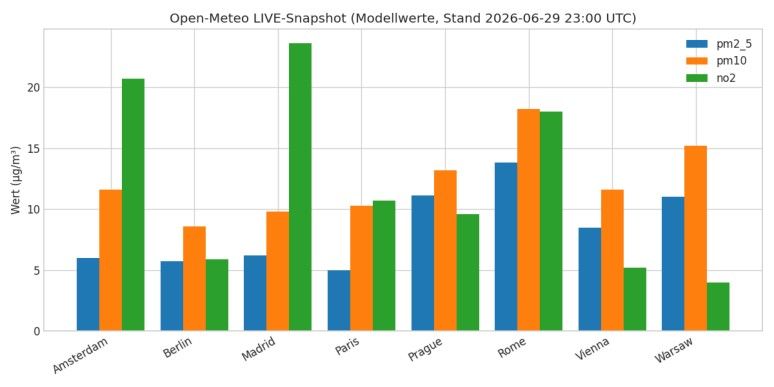 Open-Meteo LIVE-Snapshot (Modellwerte, Stand 2026-06-29 23:00 UTC)
pm2_5
pm10
no2
Wert (µg/m³)
20
15
10
5
0
Amsterdam
Berlin
Madrid
Paris
Prague
Rome
Vienna
Warsaw